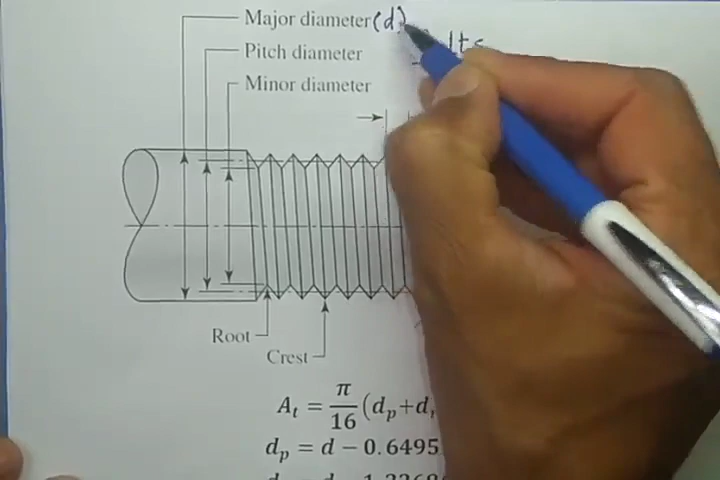 Major diameter (d)
Pitch diameter
Minor diameter
Root
Crest
A_t = π/16 (d_p+d_r
d_p = d − 0.6495